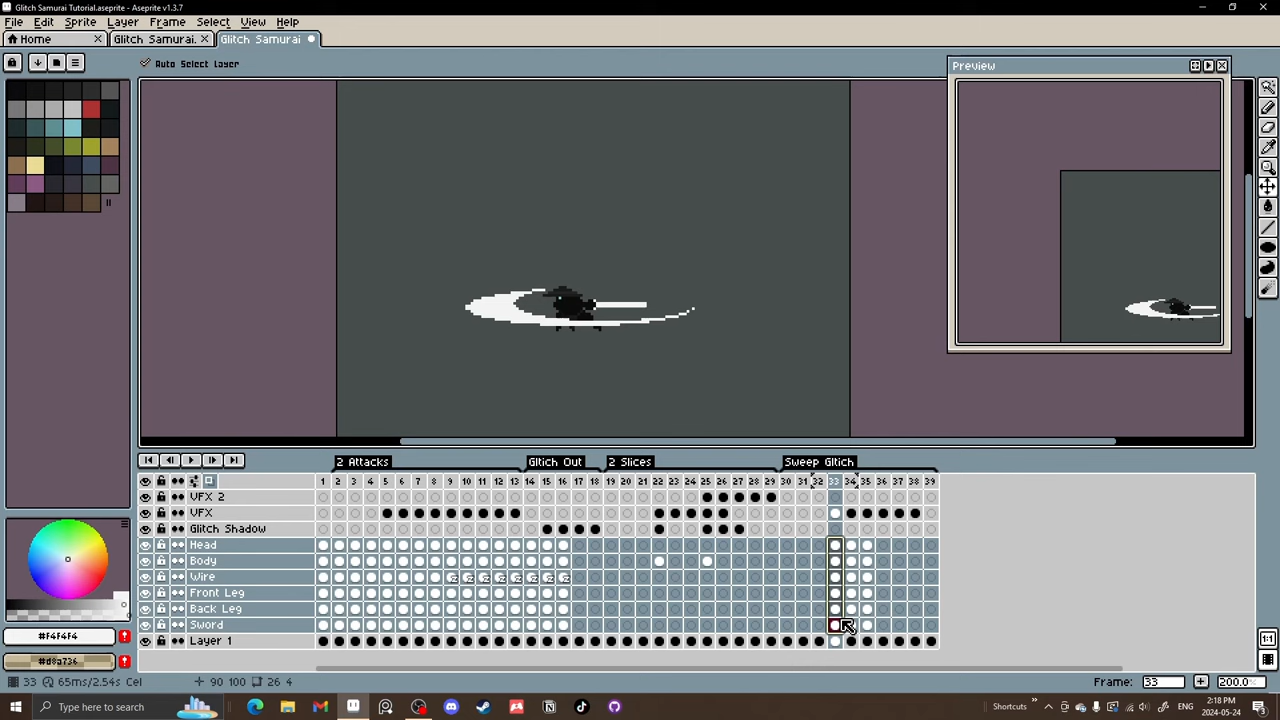 Glitch Samurai Tutorial.aseprite - Aseprite v1.3.7
File Edit Sprite Layer Frame Select View Help
Home Glitch Samurai. Glitch Samurai
Auto Select Layer
Preview
2 Attacks Glitch Out 2 Slices Sweep Glitch
1 2 3 4 5 6 7 8 9 10 11 12 13 14 15 16 17 18 19 20 21 22 23 24 25 26 27 28 29 30 31 32 33 34 35 36 37 38 39
VFX 2
VFX
Glitch Shadow
Head
Body
Wire
Front Leg
Back Leg
Sword
Layer 1
#f4f4f4
#d8a736
1:1
33 65ms/2.54s Cel 90 100 26 4 Frame: 33 200.0%
Type here to search
Shortcuts
2:18 PM
2024-05-24